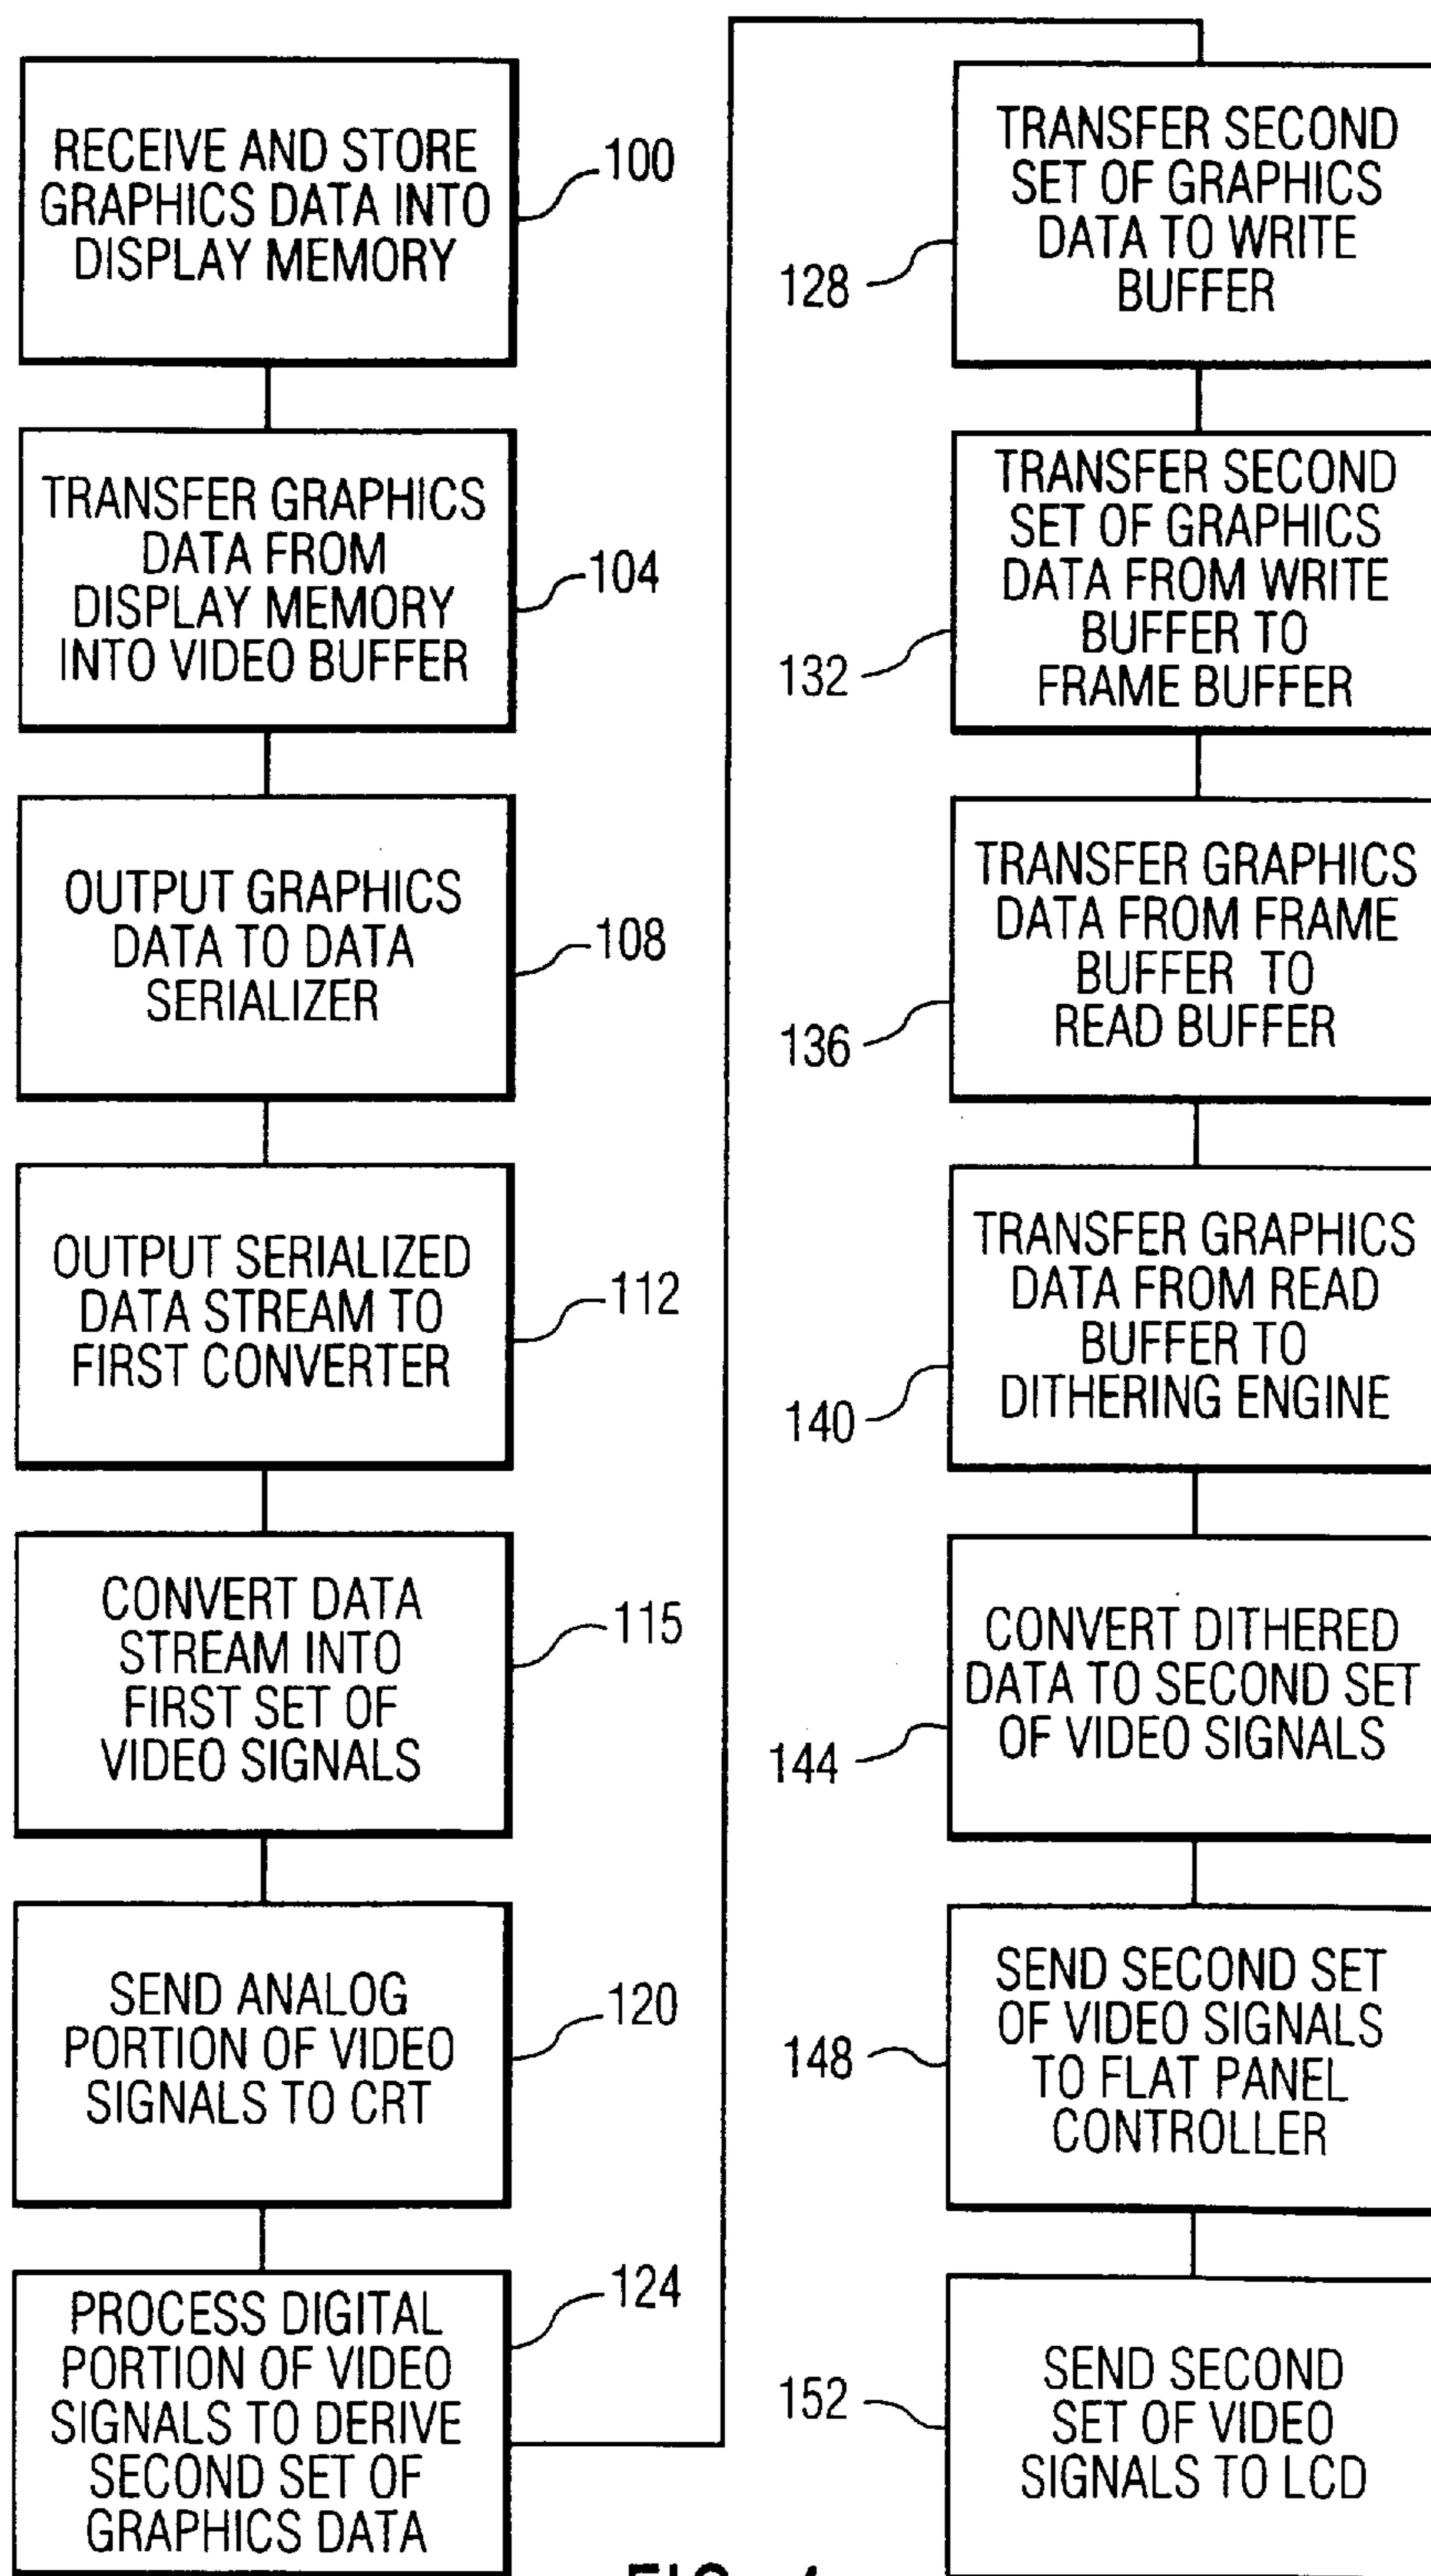 RECEIVE AND STORE
GRAPHICS DATA INTO
DISPLAY MEMORY
100
TRANSFER GRAPHICS
DATA FROM
DISPLAY MEMORY
INTO VIDEO BUFFER
104
OUTPUT GRAPHICS
DATA TO DATA
SERIALIZER
108
OUTPUT SERIALIZED
DATA STREAM TO
FIRST CONVERTER
112
CONVERT DATA
STREAM INTO
FIRST SET OF
VIDEO SIGNALS
115
SEND ANALOG
PORTION OF VIDEO
SIGNALS TO CRT
120
PROCESS DIGITAL
PORTION OF VIDEO
SIGNALS TO DERIVE
SECOND SET OF
GRAPHICS DATA
124
TRANSFER SECOND
SET OF GRAPHICS
DATA TO WRITE
BUFFER
128
TRANSFER SECOND
SET OF GRAPHICS
DATA FROM WRITE
BUFFER TO
FRAME BUFFER
132
TRANSFER GRAPHICS
DATA FROM FRAME
BUFFER TO
READ BUFFER
136
TRANSFER GRAPHICS
DATA FROM READ
BUFFER TO
DITHERING ENGINE
140
CONVERT DITHERED
DATA TO SECOND SET
OF VIDEO SIGNALS
144
SEND SECOND SET
OF VIDEO SIGNALS
TO FLAT PANEL
CONTROLLER
148
SEND SECOND
SET OF VIDEO
SIGNALS TO LCD
152